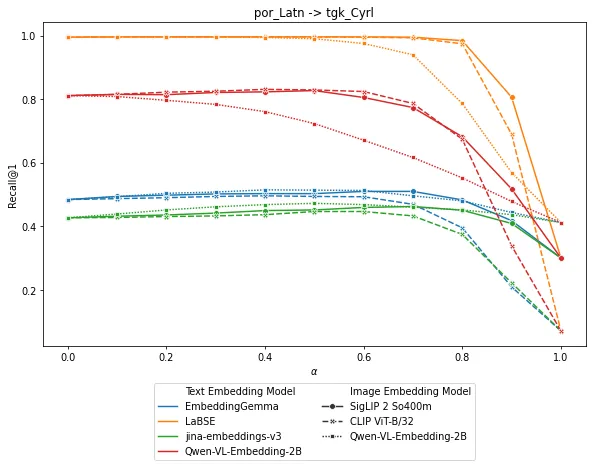 por_Latn -> tgk_Cyrl
1.0
0.8
0.6
0.4
0.2
Recall@1
0.0 0.2 0.4 0.6 0.8 1.0
α
Text Embedding Model Image Embedding Model
EmbeddingGemma SigLIP 2 So400m
LaBSE CLIP ViT-B/32
jina-embeddings-v3 Qwen-VL-Embedding-2B
Qwen-VL-Embedding-2B